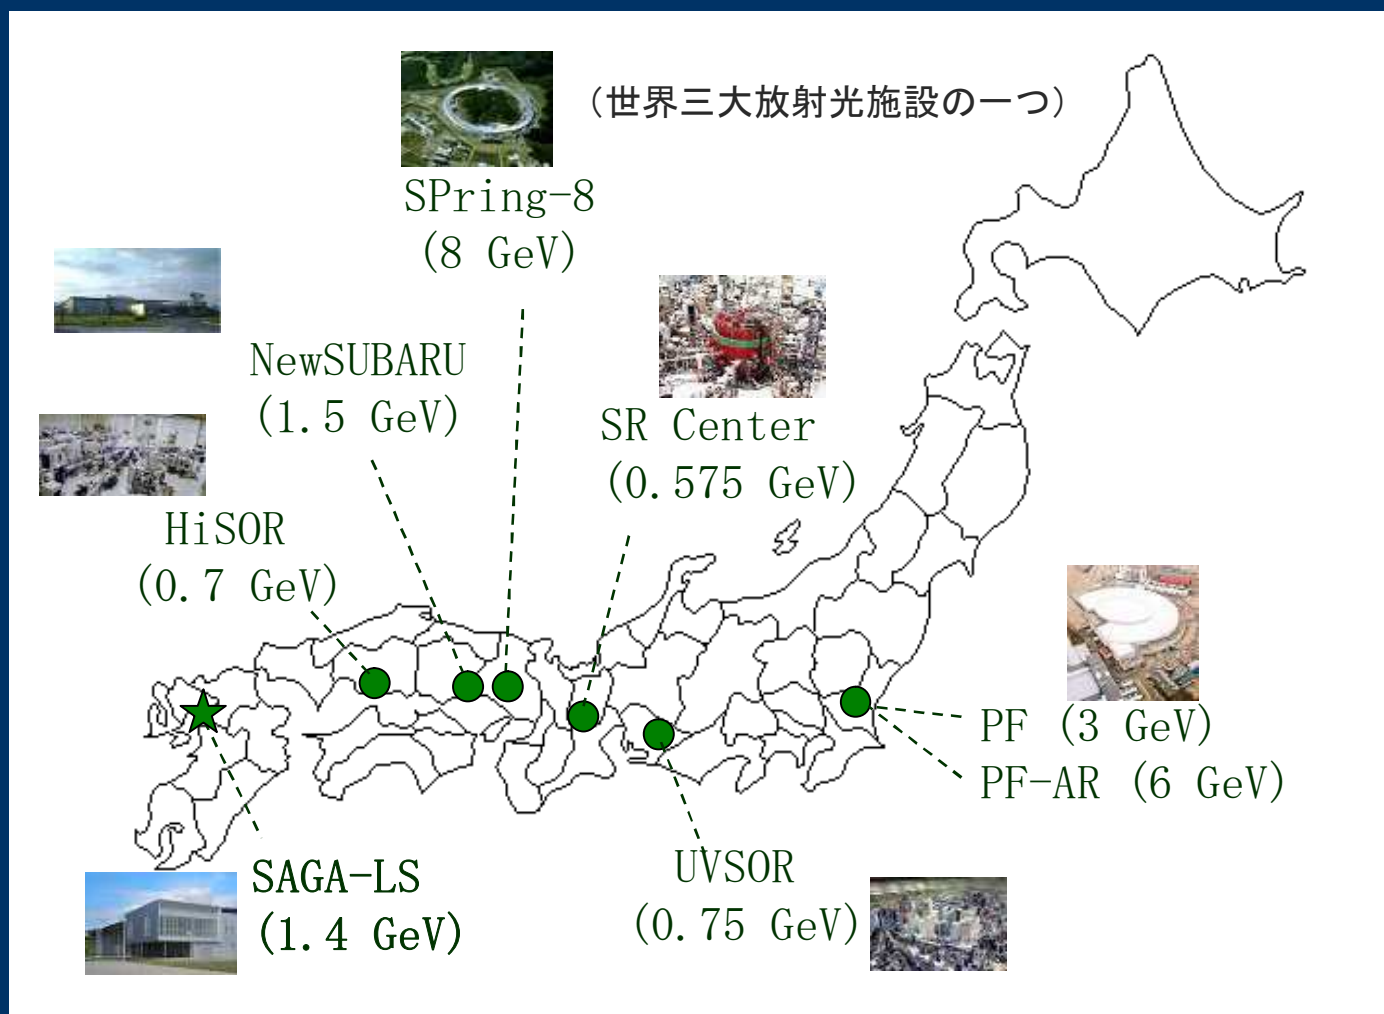 （世界三大放射光施設の一つ）
SPring-8
(8 GeV)
NewSUBARU
(1.5 GeV)
SR Center
(0.575 GeV)
HiSOR
(0.7 GeV)
PF (3 GeV)
PF-AR (6 GeV)
SAGA-LS
(1.4 GeV)
UVSOR
(0.75 GeV)